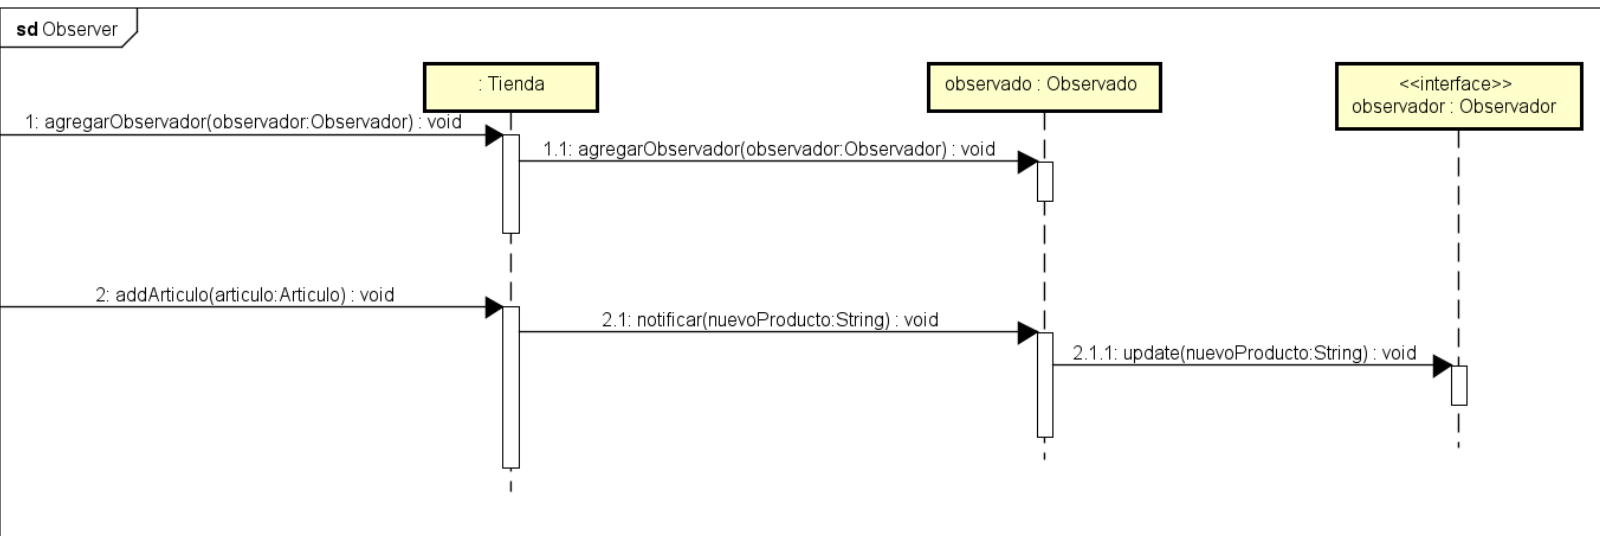 sd Observer
: Tienda
observado : Observado
<<interface>>
observador : Observador
1: agregarObservador(observador:Observador) : void
1.1: agregarObservador(observador:Observador) : void
2: addArticulo(articulo:Articulo) : void
2.1: notificar(nuevoProducto:String) : void
2.1.1: update(nuevoProducto:String) : void